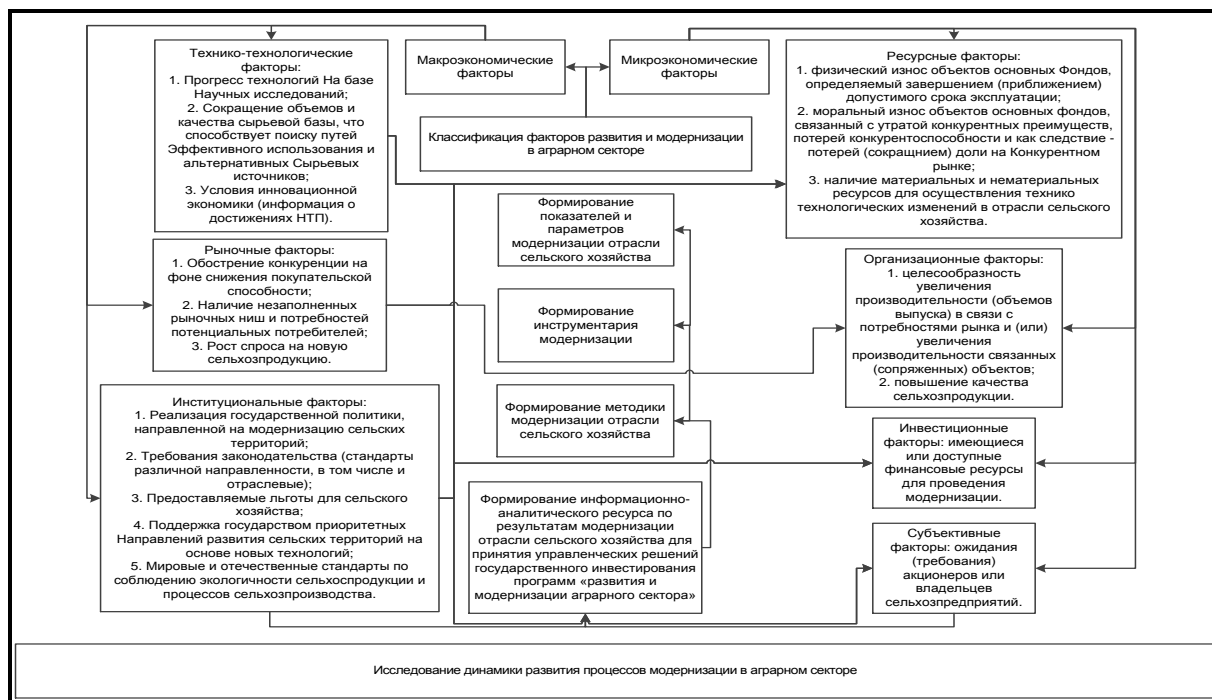 Технико-технологические
факторы:
1. Прогресс технологий На базе
Научных исследований;
2. Сокращение объемов и
качества сырьевой базы, что
способствует поиску путей
Эффективного использования и
альтернативных Сырьевых
источников;
3. Условия инновационной
экономики (информация о
достижениях НТП).
Макроэкономические
факторы
Микроэкономические
факторы
Классификация факторов развития и модернизации
в аграрном секторе
Ресурсные факторы:
1. физический износ объектов основных Фондов,
определяемый завершением (приближением)
допустимого срока эксплуатации;
2. моральный износ объектов основных фондов,
связанный с утратой конкурентных преимуществ,
потерей конкурентоспособности и как следствие -
потерей (сокращнием) доли на Конкурентном
рынке;
3. наличие материальных и нематериальных
ресурсов для осуществления технико
технологических изменений в отрасли сельского
хозяйства.
Рыночные факторы:
1. Обострение конкуренции на
фоне снижения покупательской
способности;
2. Наличие незаполненных
рыночных ниш и потребностей
потенциальных потребителей;
3. Рост спроса на новую
сельхозпродукцию.
Формирование
показателей и
параметров
модернизации отрасли
сельского хозяйства
Формирование
инструментария
модернизации
Формирование методики
модернизации отрасли
сельского хозяйства
Организационные факторы:
1. целесообразность
увеличения
производительности (объемов
выпуска) в связи с
потребностями рынка и (или)
увеличения
производительности связанных
(сопряженных) объектов;
2. повышение качества
сельхозпродукции.
Институциональные факторы:
1. Реализация государственной политики,
направленной на модернизацию сельских
территорий;
2. Требования законодательства (стандарты
различной направленности, в том числе и
отраслевые);
3. Предоставляемые льготы для сельского
хозяйства;
4. Поддержка государством приоритетных
Направлений развития сельских территорий на
основе новых технологий;
5. Мировые и отечественные стандарты по
соблюдению экологичности сельхоспродукции и
процессов сельхозпроизводства.
Формирование информационно-
аналитического ресурса по
результатам модернизации
отрасли сельского хозяйства для
принятия управленческих решений
государственного инвестирования
программ «развития и
модернизации аграрного сектора»
Инвестиционные
факторы: имеющиеся
или доступные
финансовые ресурсы
для проведения
модернизации.
Субъективные
факторы: ожидания
(требования)
акционеров или
владельцев
сельхозпредприятий.
Исследование динамики развития процессов модернизации в аграрном секторе